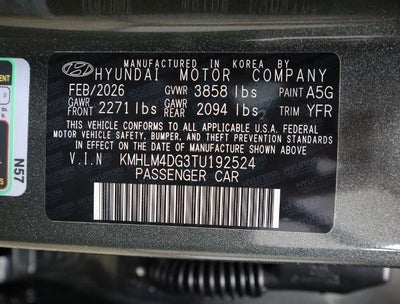 MANUFACTURED IN KOREA BY
HYUNDAI MOTOR COMPANY
FEB/2026 GVWR 3858 lbs PAINT A5G
GAWR FRONT 2271 lbs GAWR REAR 2094 lbs TRIM YFR
THIS VEHICLE CONFORMS TO ALL APPLICABLE U.S. FEDERAL
MOTOR VEHICLE SAFETY, BUMPER, AND THEFT PREVENTION STANDARDS
IN EFFECT ON THE DATE OF MANUFACTURE SHOWN ABOVE.
V.I.N KMHLM4DG3TU192524
PASSENGER CAR
N57